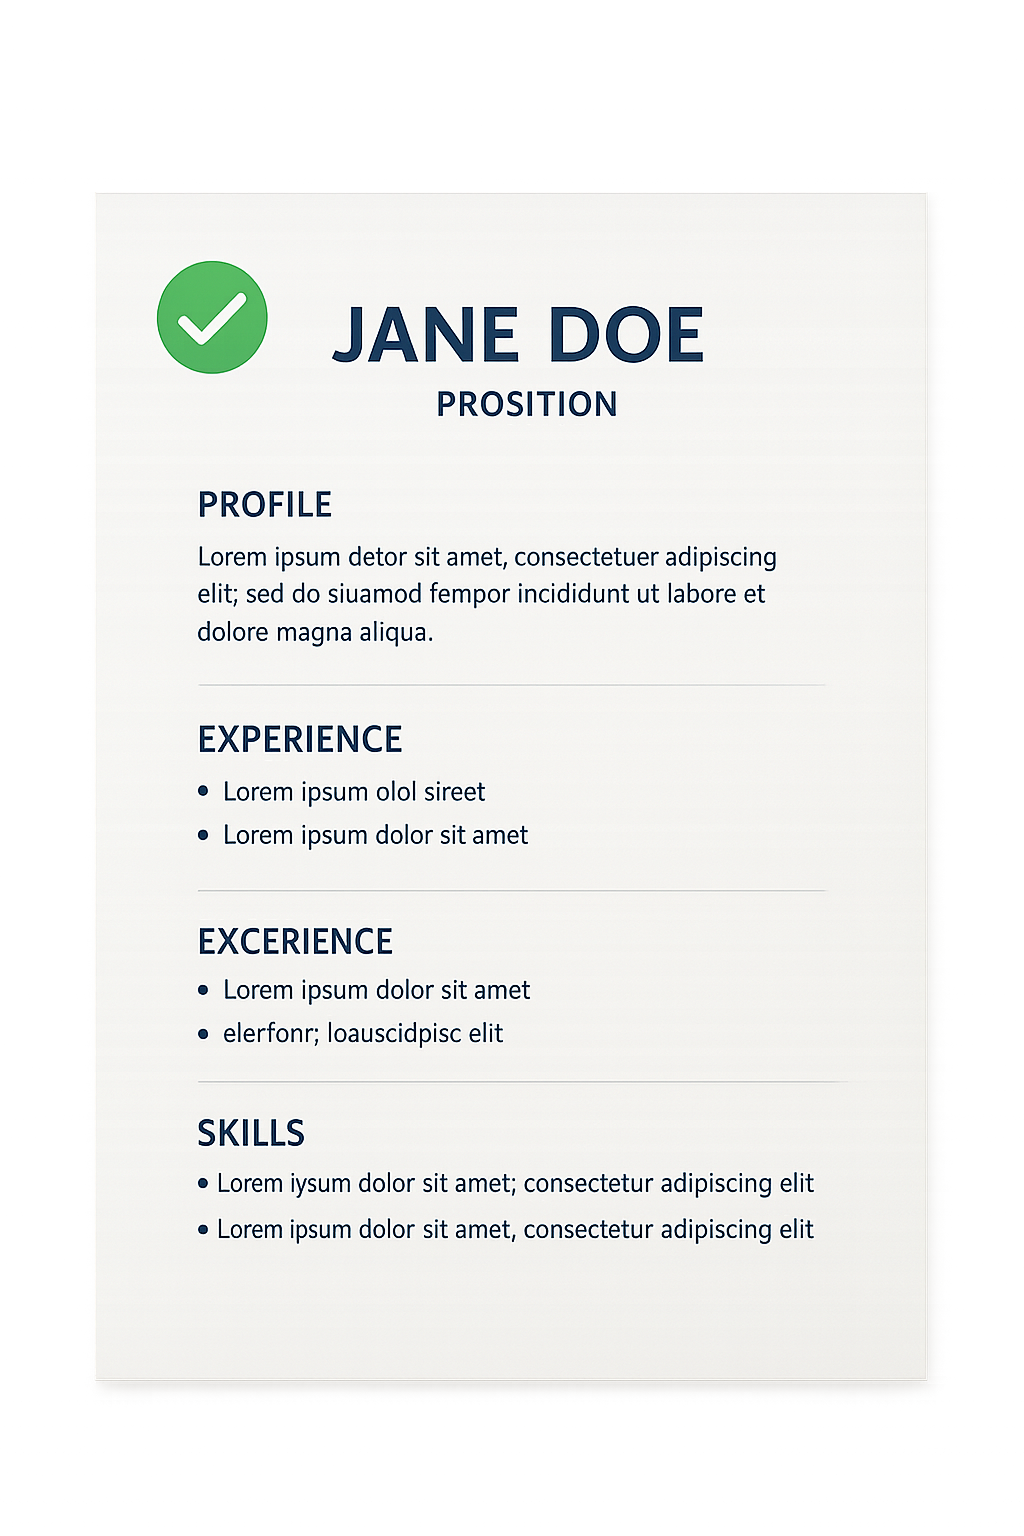 JANE DOE
PROSITION
PROFILE
Lorem ipsum detor sit amet, consectetuer adipiscing
elit; sed do siuamod fempor incididunt ut labore et
dolore magna aliqua.
EXPERIENCE
• Lorem ipsum olol sireet
• Lorem ipsum dolor sit amet
EXCERIENCE
• Lorem ipsum dolor sit amet
• elerfonr; loauscidpisc elit
SKILLS
• Lorem iysum dolor sit amet; consectetur adipiscing elit
• Lorem ipsum dolor sit amet, consectetur adipiscing elit